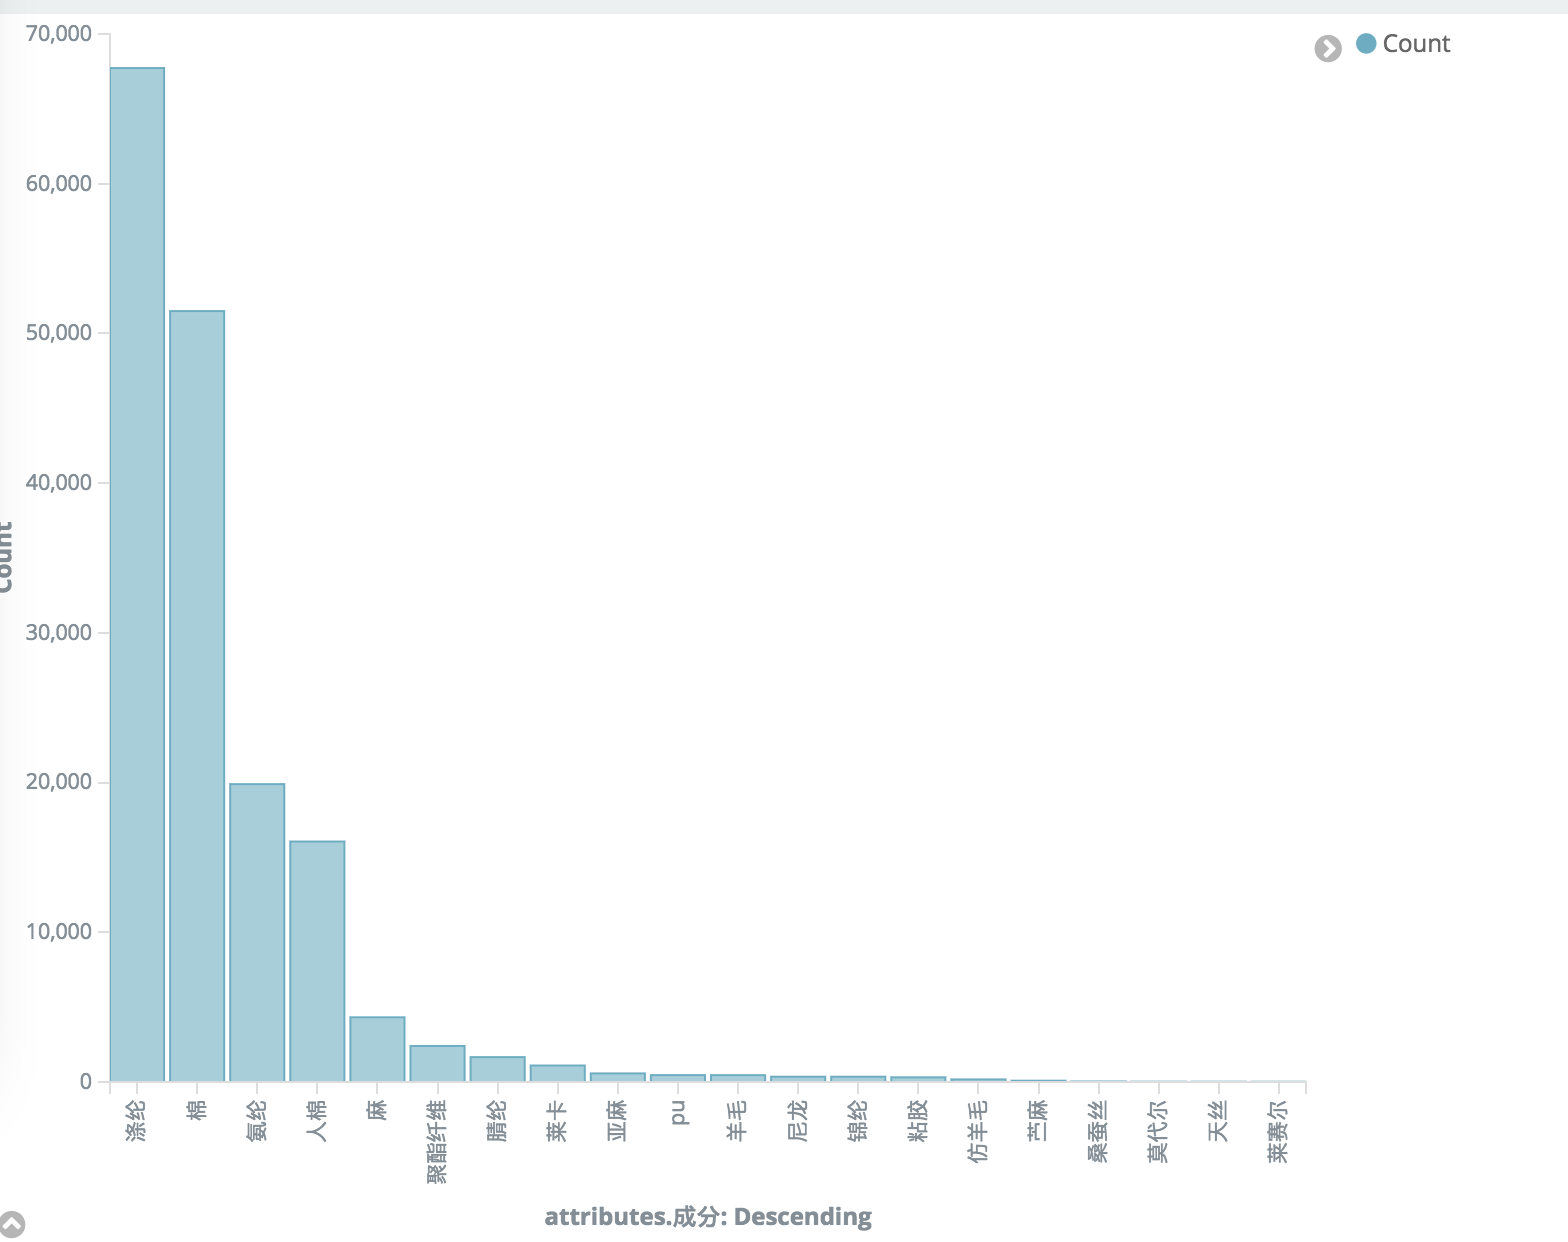 70,000
60,000
50,000
40,000
30,000
20,000
10,000
0
Count
Count
涤纶
棉
氨纶
人棉
麻
聚酯纤维
腈纶
莱卡
亚麻
pu
羊毛
尼龙
锦纶
粘胶
仿羊毛
苎麻
桑蚕丝
莫代尔
天丝
莱赛尔
attributes.成分: Descending